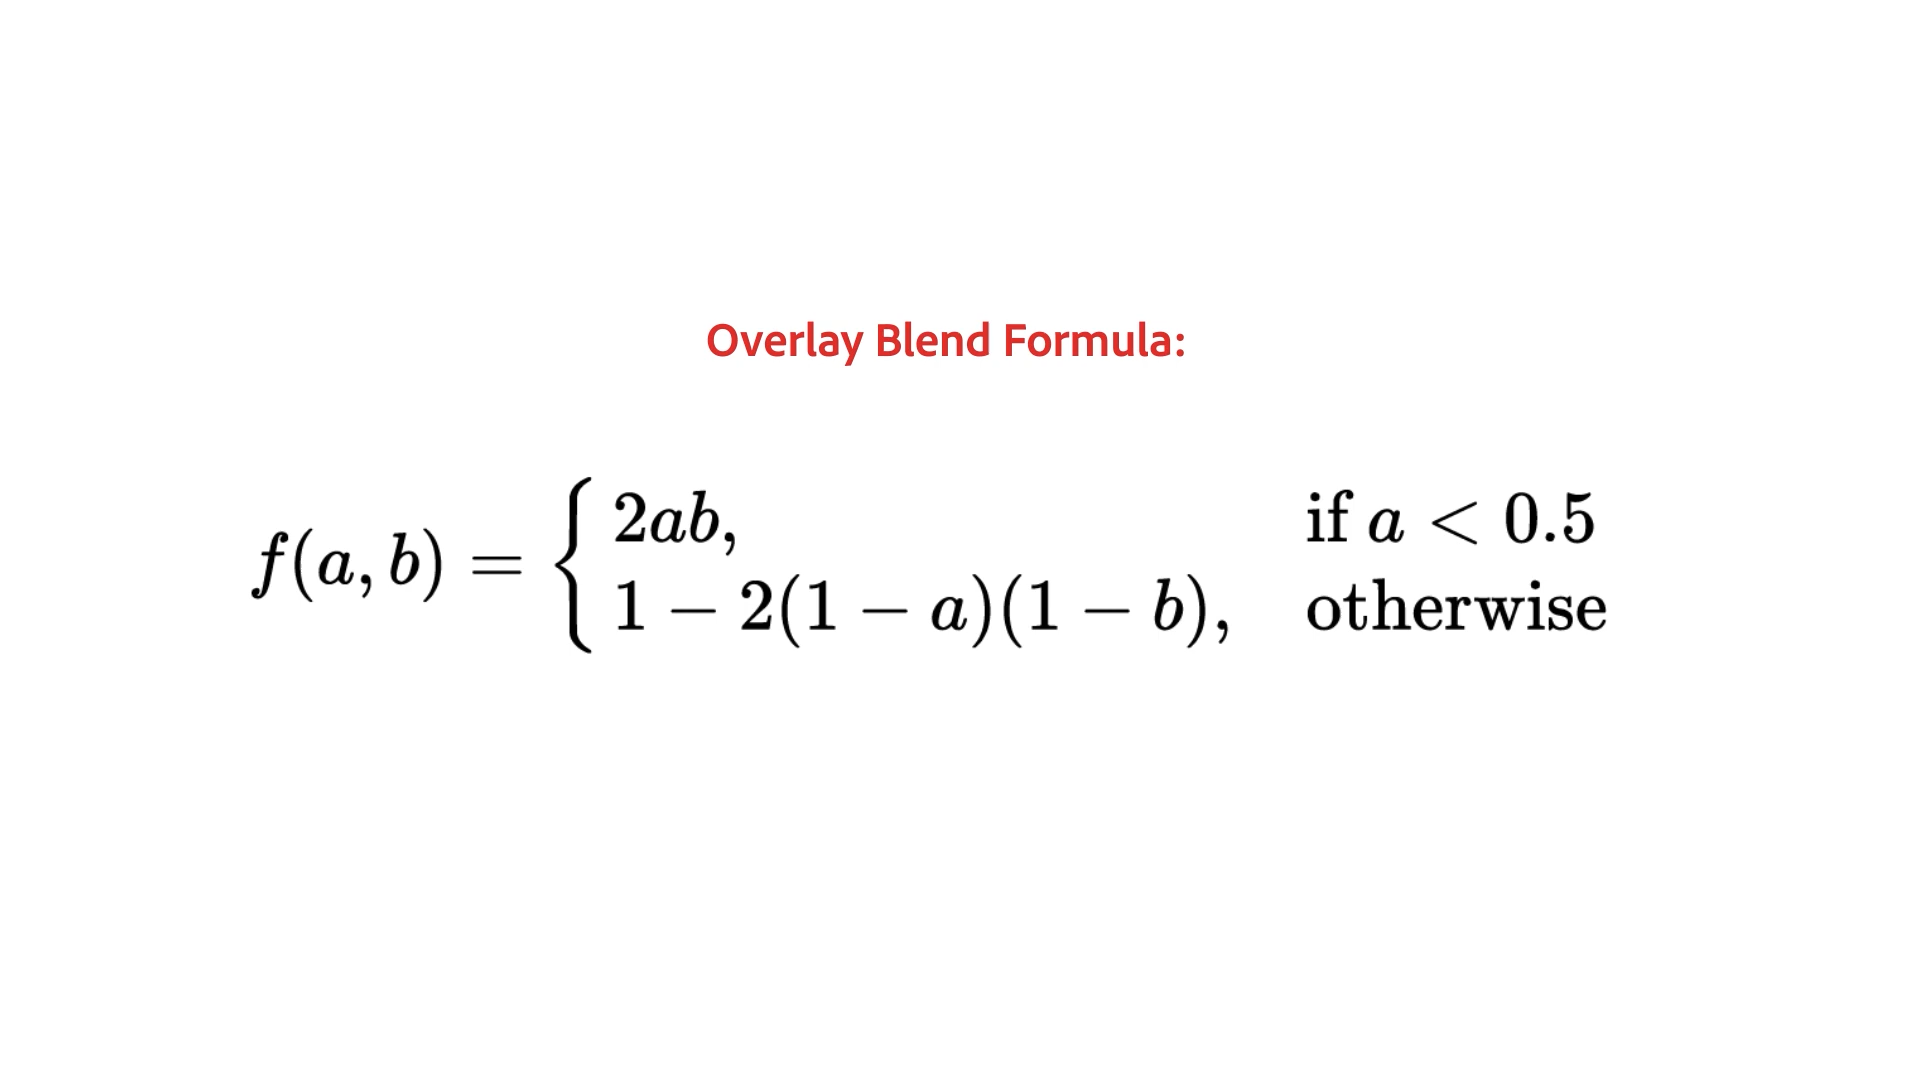 Overlay Blend Formula:
f(a, b) = { 2ab, if a < 0.5
1 − 2(1 − a)(1 − b), otherwise